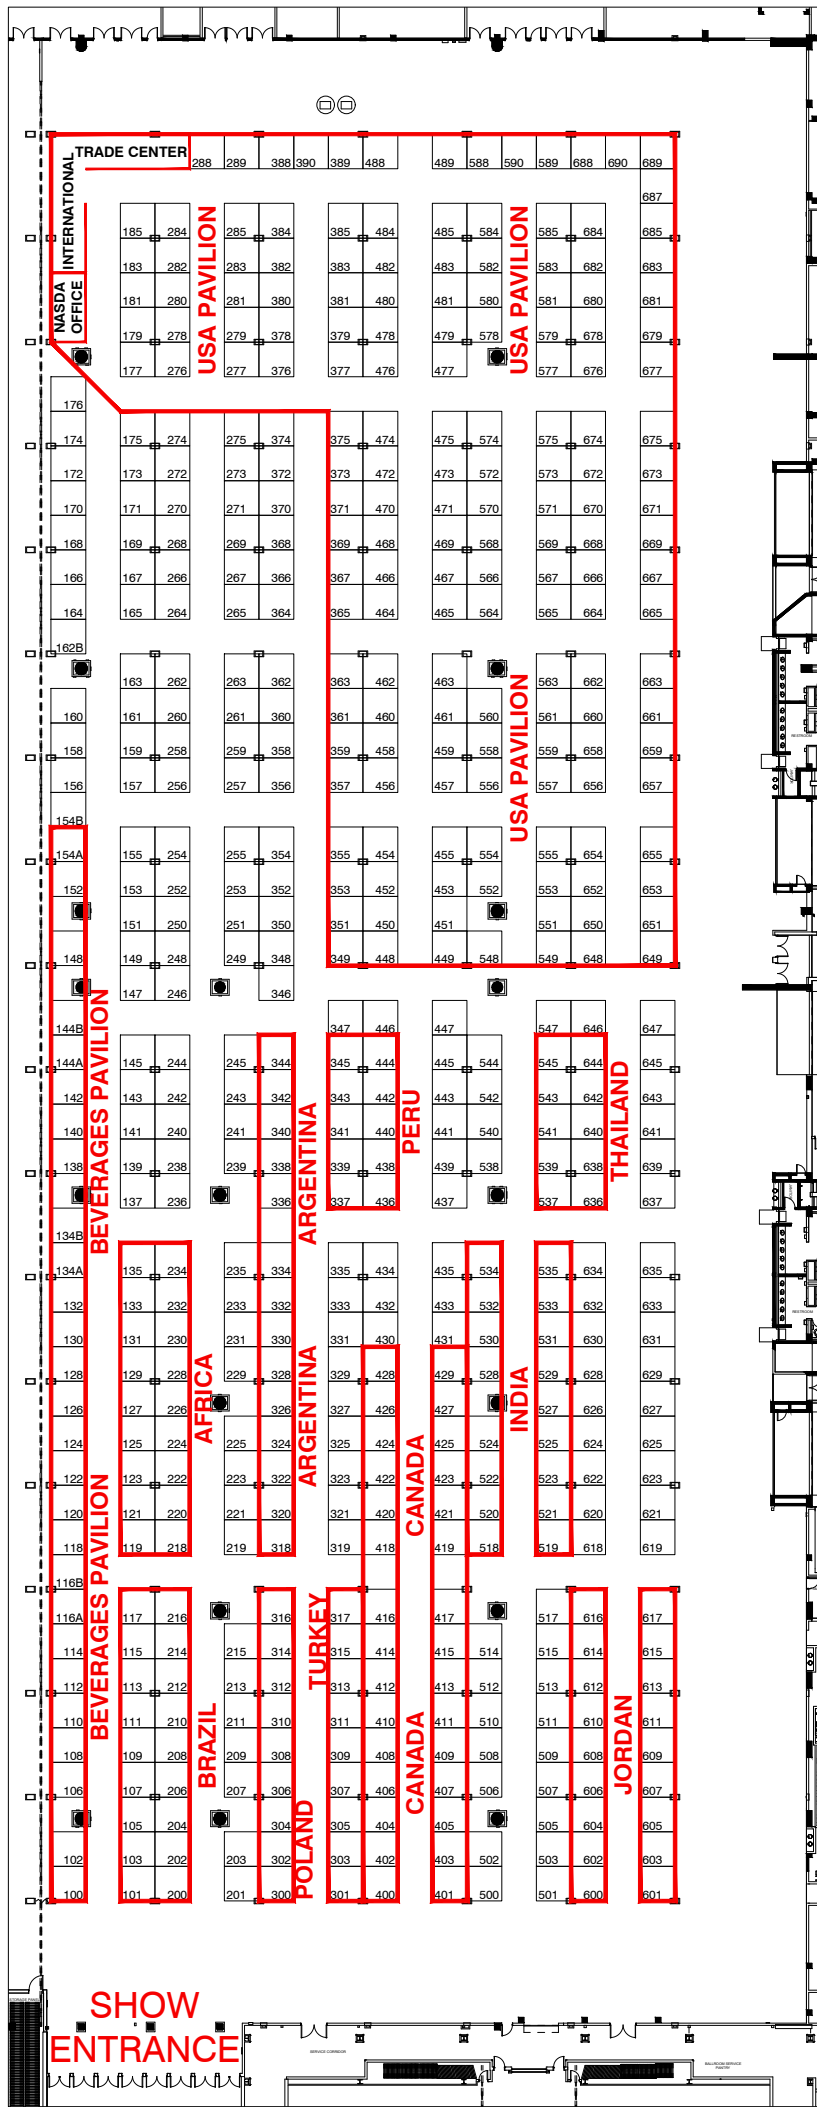 TRADE CENTER
INTERNATIONAL
NASDA
OFFICE
288 289 388 390 389 488 489 588 590 589 688 690 689
687
185 284 285 384 385 484 485 584 585 684 685
183 282 283 382 383 482 483 582 583 682 683
181 280 281 380 381 480 481 580 581 680 681
179 278 279 378 379 478 479 578 579 678 679
177 276 277 376 377 476 477 577 676 677
USA PAVILION
USA PAVILION
176
174 175 274 275 374 375 474 475 574 575 674 675
172 173 272 273 372 373 472 473 572 573 672 673
170 171 270 271 370 371 470 471 570 571 670 671
168 169 268 269 368 369 468 469 568 569 668 669
166 167 266 267 366 367 466 467 566 567 666 667
164 165 264 265 364 365 464 465 564 565 664 665
162B
163 262 263 362 363 462 463 563 662 663
160 161 260 261 360 361 460 461 560 561 660 661
158 159 258 259 358 359 458 459 558 559 658 659
156 157 256 257 356 357 456 457 556 557 656 657
USA PAVILION
154B
154A 155 254 255 354 355 454 455 554 555 654 655
152 153 252 253 352 353 452 453 552 553 652 653
151 250 251 350 351 450 451 551 650 651
148 149 248 249 348 349 448 449 548 549 648 649
147 246 346
144B 347 446 447 547 646 647
144A 145 244 245 344 345 444 445 544 545 644 645
142 143 242 243 342 343 442 443 542 543 642 643
140 141 240 241 340 341 440 441 540 541 640 641
138 139 238 239 338 339 438 439 538 539 638 639
137 236 336 337 436 437 537 636 637
BEVERAGES PAVILION
ARGENTINA
PERU
THAILAND
134B
134A 135 234 235 334 335 434 435 534 535 634 635
132 133 232 233 332 333 432 433 532 533 632 633
130 131 230 231 330 331 430 431 530 531 630 631
128 129 228 229 328 329 428 429 528 529 628 629
126 127 226 326 327 426 427 527 626 627
124 125 224 225 324 325 424 425 524 525 624 625
122 123 222 223 322 323 422 423 522 523 622 623
120 121 220 221 320 321 420 421 520 521 620 621
118 119 218 219 318 319 418 419 518 519 618 619
AFRICA
ARGENTINA
CANADA
INDIA
116B
116A 117 216 316 317 416 417 517 616 617
114 115 214 215 314 315 414 415 514 515 614 615
112 113 212 213 312 313 412 413 512 513 612 613
110 111 210 211 310 311 410 411 510 511 610 611
108 109 208 209 308 309 408 409 508 509 608 609
106 107 206 207 306 307 406 407 506 507 606 607
105 204 304 305 404 405 505 604 605
102 103 202 203 302 303 402 403 502 503 602 603
100 101 200 201 300 301 400 401 500 501 600 601
BEVERAGES PAVILION
BRAZIL
TURKEY
POLAND
CANADA
JORDAN
RESTROOM
RESTROOM
SHOW
ENTRANCE
STORAGE PANEL
SERVICE CORRIDOR
BALLROOM SERVICE
PANTRY